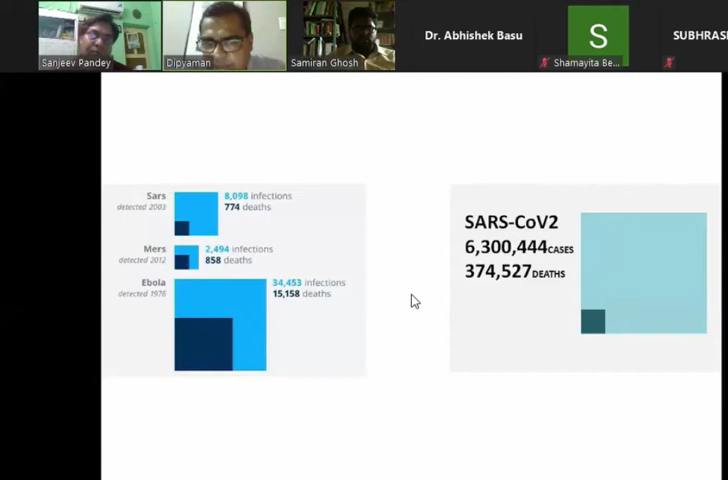 Sanjeev Pandey
Dipyaman
Samiran Ghosh
Dr. Abhishek Basu
S
Shamayita Be...
SUBHRAS
Sars
detected 2003
8,098 infections
774 deaths
Mers
detected 2012
2,494 infections
858 deaths
Ebola
detected 1976
34,453 infections
15,158 deaths
SARS-CoV2
6,300,444CASES
374,527DEATHS